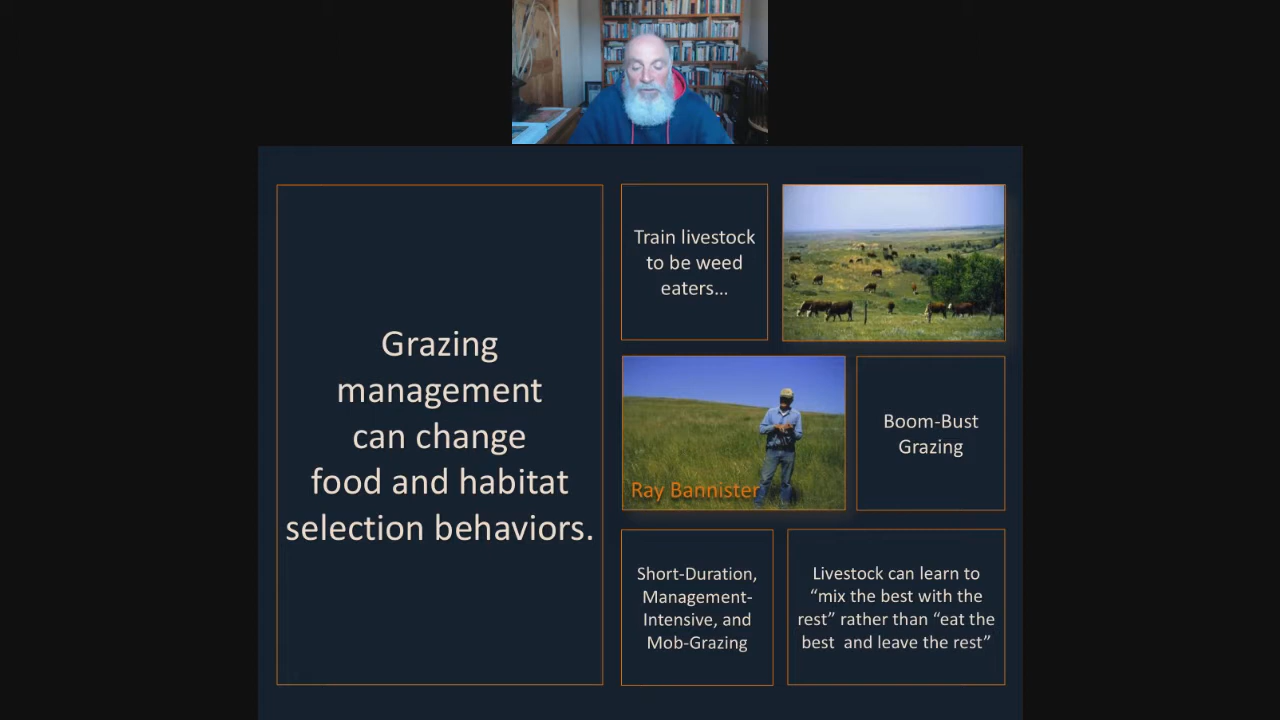 Grazing
management
can change
food and habitat
selection behaviors.
Train livestock
to be weed
eaters…
Ray Bannister
Boom-Bust
Grazing
Short-Duration,
Management-
Intensive, and
Mob-Grazing
Livestock can learn to
“mix the best with the
rest” rather than “eat the
best and leave the rest”